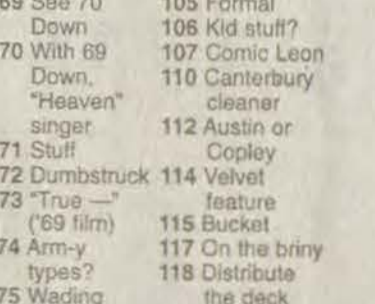 69 See 70
Down
70 With 69
Down,
"Heaven"
singer
71 Stuff
72 Dumbstruck
73 "True —"
('69 film)
74 Arm-y
types?
75 Wading
105 Formal
106 Kid stuff?
107 Comic Leon
110 Canterbury
cleaner
112 Austin or
Copley
114 Velvet
feature
115 Bucket
117 On the briny
118 Distribute
the deck